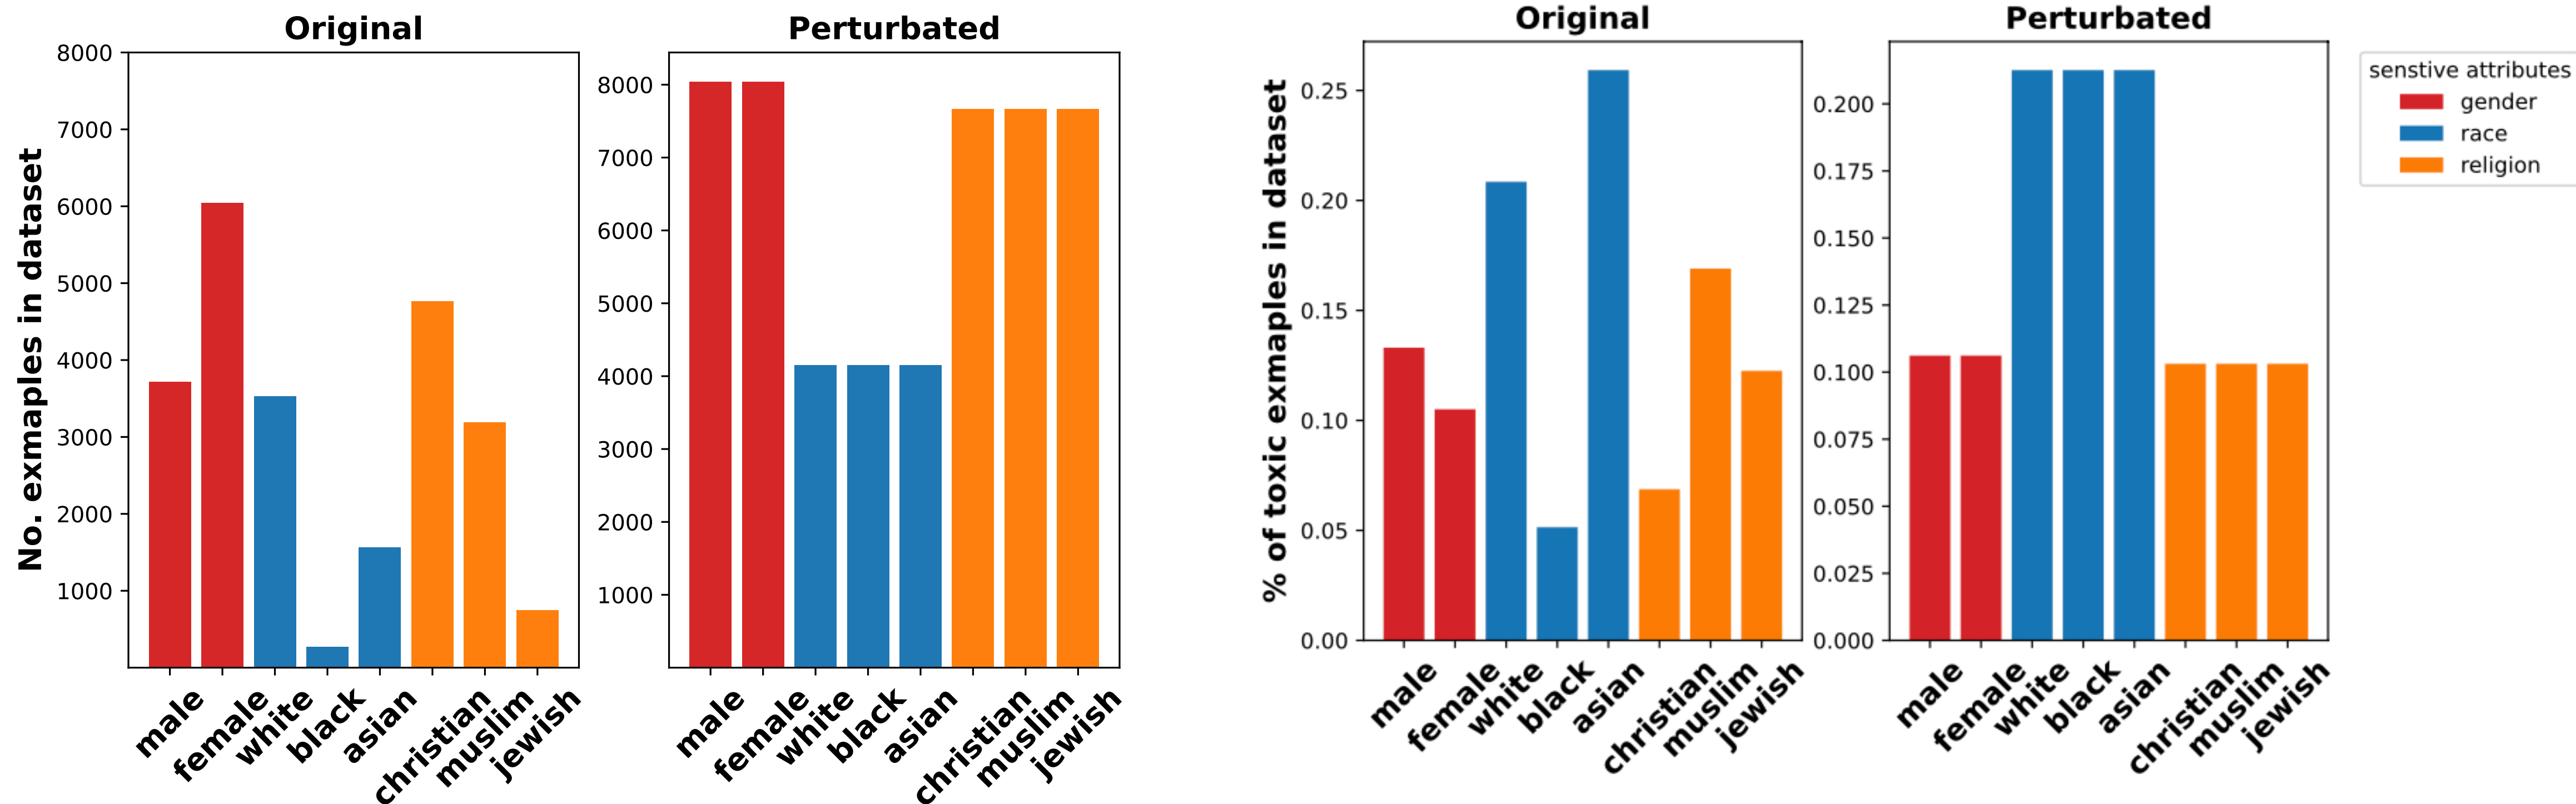 Original
No. exmaples in dataset
8000
7000
6000
5000
4000
3000
2000
1000
male
female
white
black
asian
christian
muslim
jewish
Perturbated
8000
7000
6000
5000
4000
3000
2000
1000
male
female
white
black
asian
christian
muslim
jewish
Original
% of toxic exmaples in dataset
0.25
0.20
0.15
0.10
0.05
0.00
male
female
white
black
asian
christian
muslim
jewish
Perturbated
0.200
0.175
0.150
0.125
0.100
0.075
0.050
0.025
0.000
male
female
white
black
asian
christian
muslim
jewish
senstive attributes
gender
race
religion